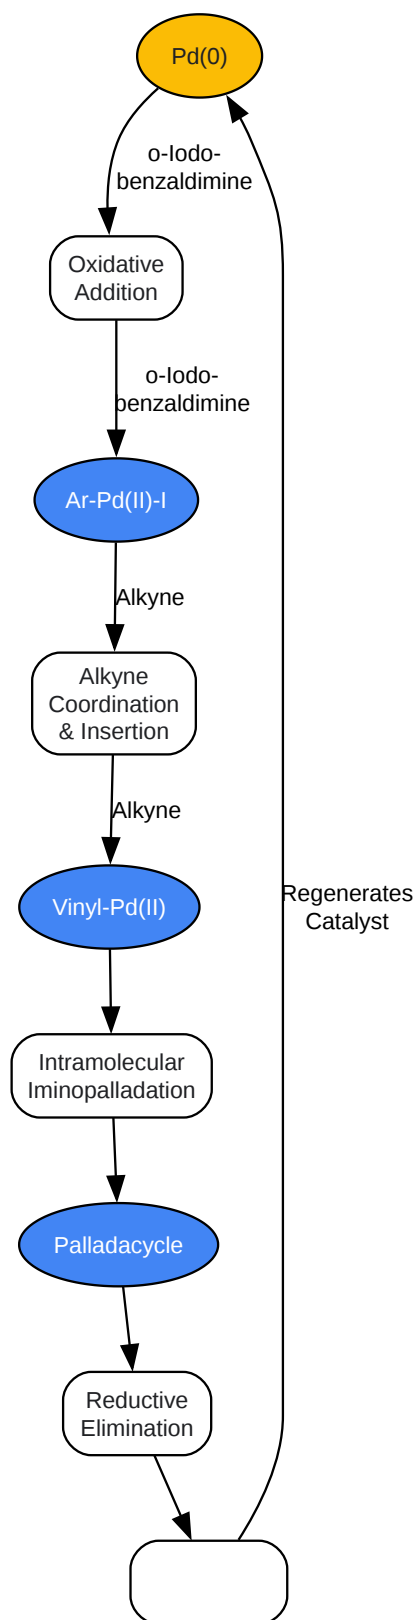 Pd(0)
o-Iodo-
benzaldimine
Oxidative
Addition
o-Iodo-
benzaldimine
Ar-Pd(II)-I
Alkyne
Alkyne
Coordination
& Insertion
Alkyne
Vinyl-Pd(II)
Regenerates
Catalyst
Intramolecular
Iminopalladation
Palladacycle
Reductive
Elimination